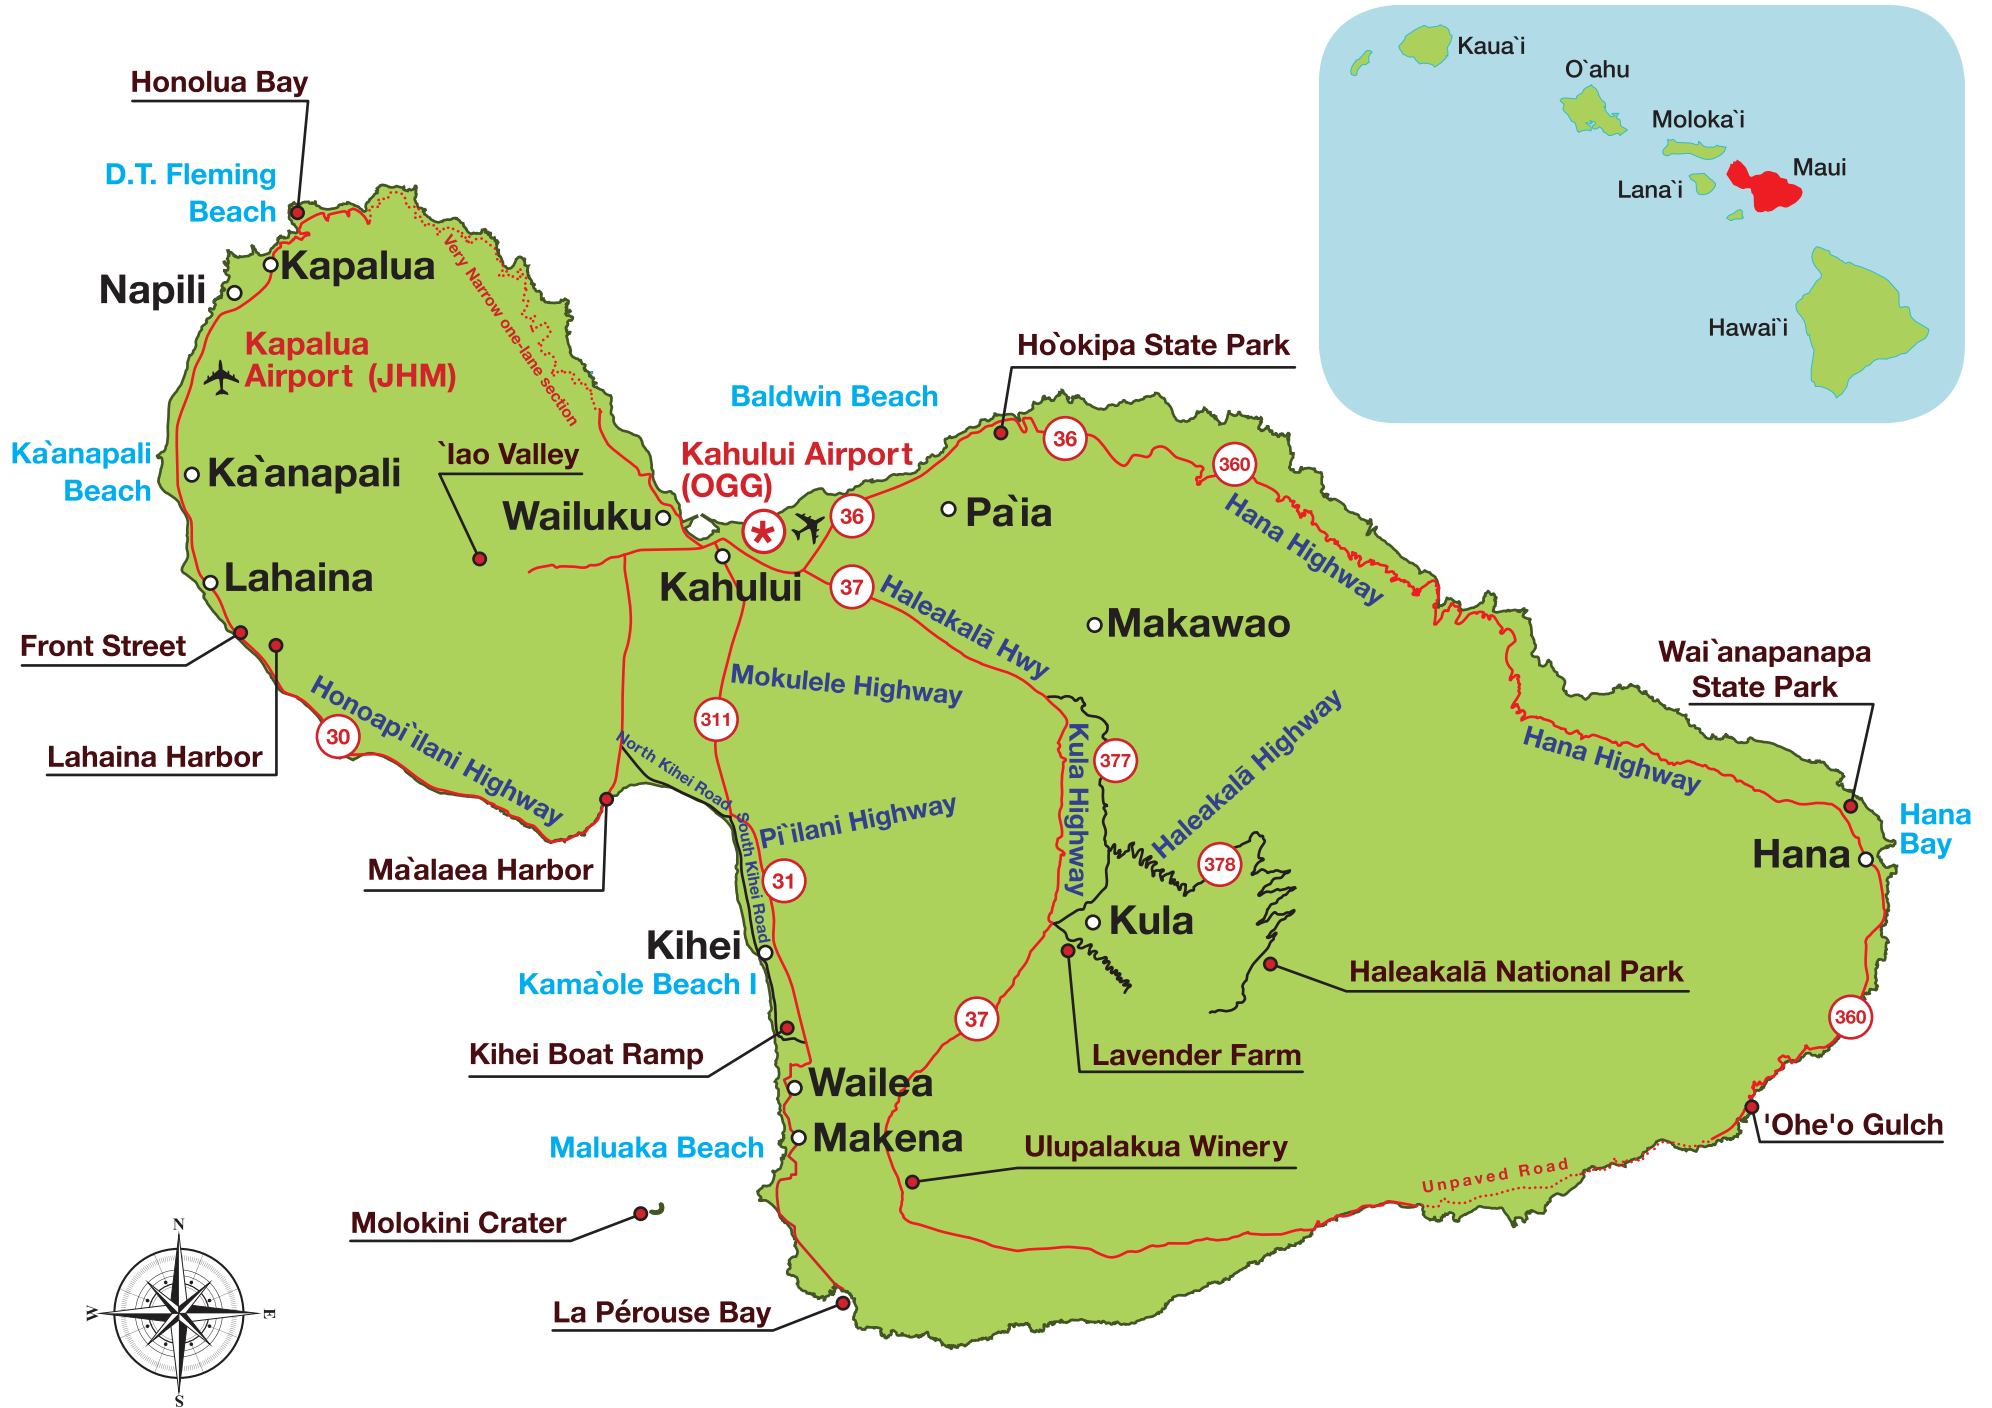 Honolua Bay
D.T. Fleming
Beach
Kapalua
Napili
Kapalua
Airport (JHM)
Very Narrow one-lane section
Ka`anapali
Beach
Ka`anapali
`Iao Valley
Wailuku
Kahului Airport
(OGG)
*
Baldwin Beach
Ho`okipa State Park
36
36
360
Pa`ia
Hana Highway
Lahaina
Kahului
37
Haleakalā Hwy
Makawao
Front Street
Lahaina Harbor
Honoapi`ilani Highway
30
Mokulele Highway
311
North Kihei Road
South Kihei Road
Pi`ilani Highway
31
Ma`alaea Harbor
Kula Highway
377
Haleakalā Highway
378
Wai`anapanapa
State Park
Hana Highway
Hana
Bay
Hana
Kihei
Kama`ole Beach I
Kula
Haleakalā National Park
37
360
Kihei Boat Ramp
Lavender Farm
Wailea
Makena
Maluaka Beach
Ulupalakua Winery
'Ohe'o Gulch
Unpaved Road
Molokini Crater
La Pérouse Bay
N
W
E
S
Kaua`i
O`ahu
Moloka`i
Maui
Lana`i
Hawai`i